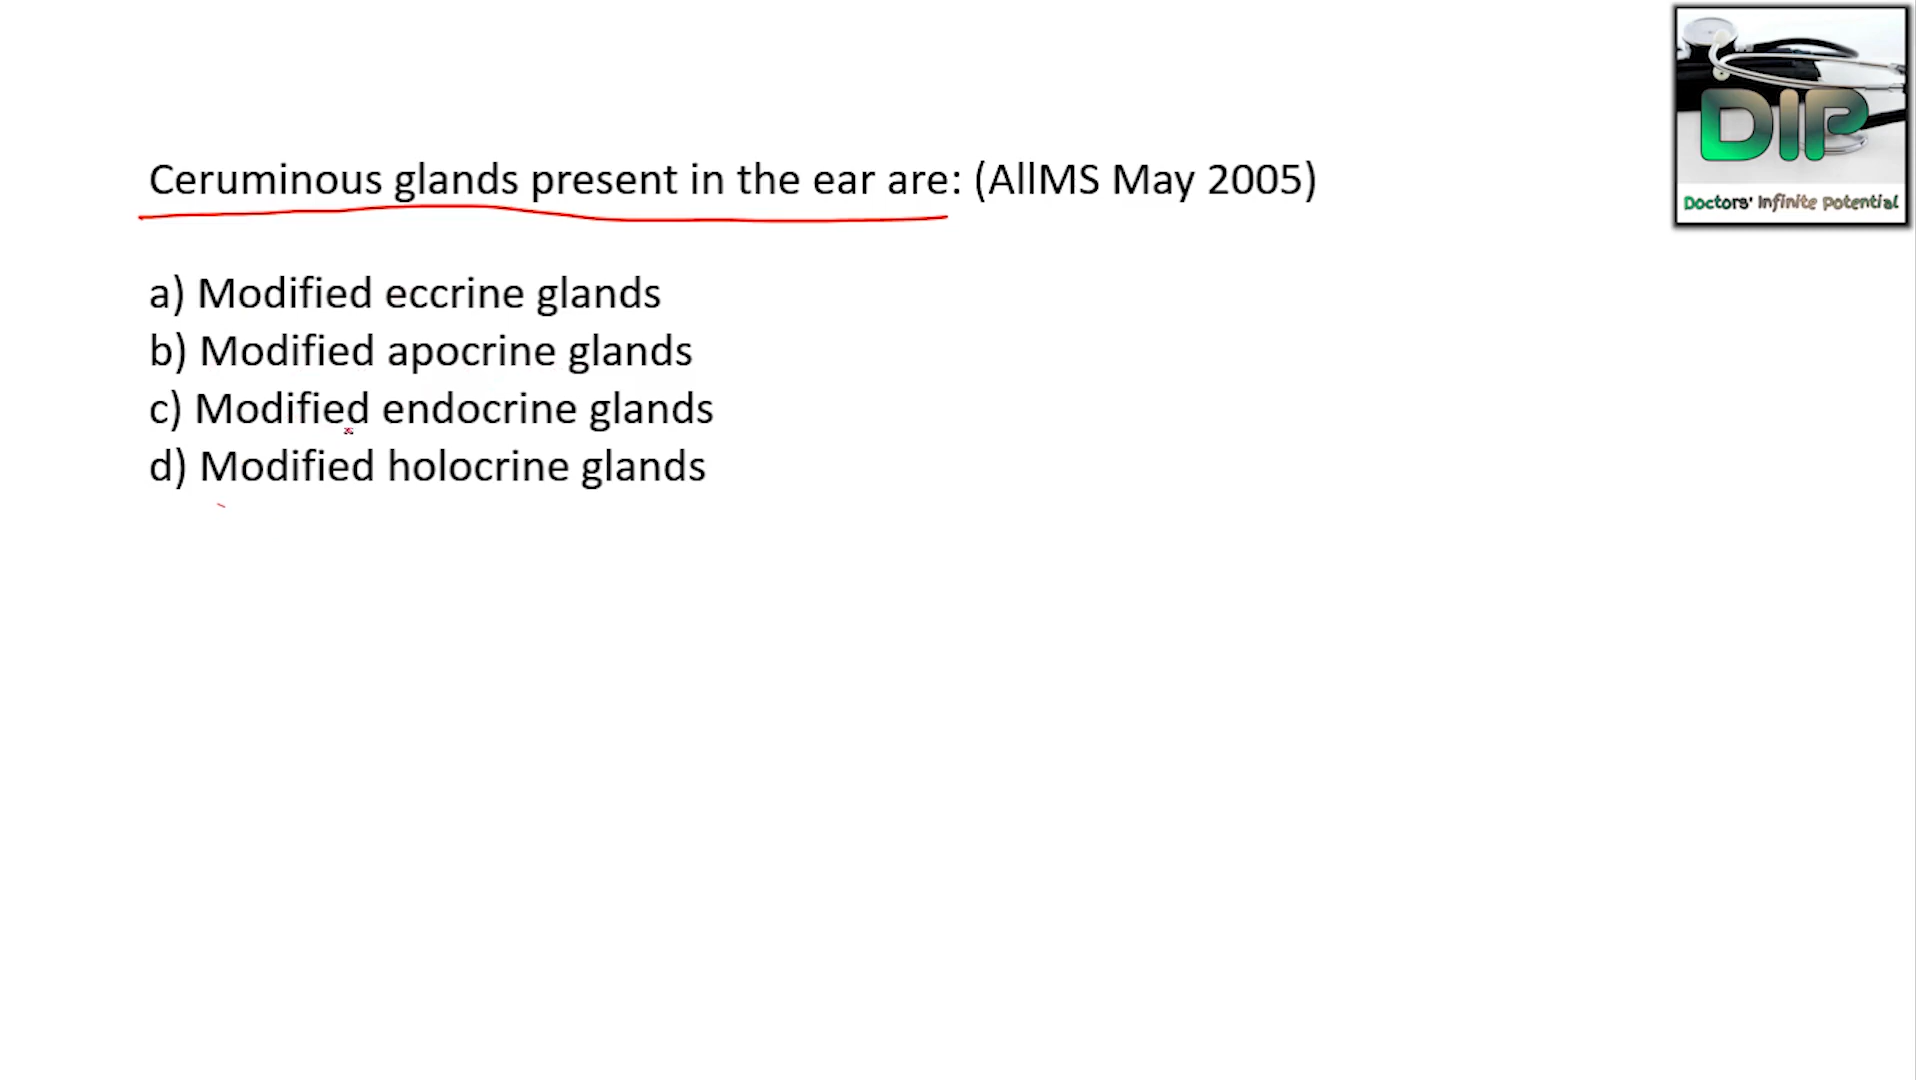 Ceruminous glands present in the ear are: (AllMS May 2005)
a) Modified eccrine glands
b) Modified apocrine glands
c) Modified endocrine glands
d) Modified holocrine glands
DIP
Doctors' Infinite Potential